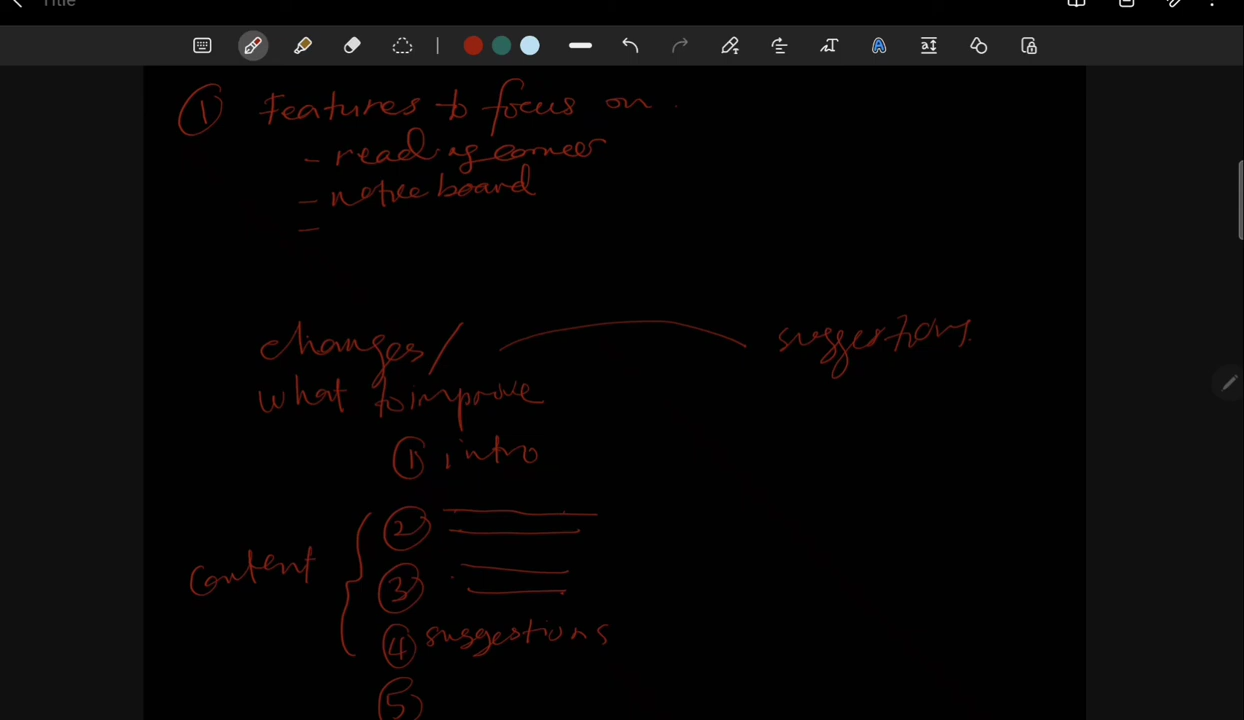 Title
① Features to focus on.
- reading corner
- notice board
-
changes/ suggestions.
what to improve
① intro
②
content ③
④ suggestions
⑤